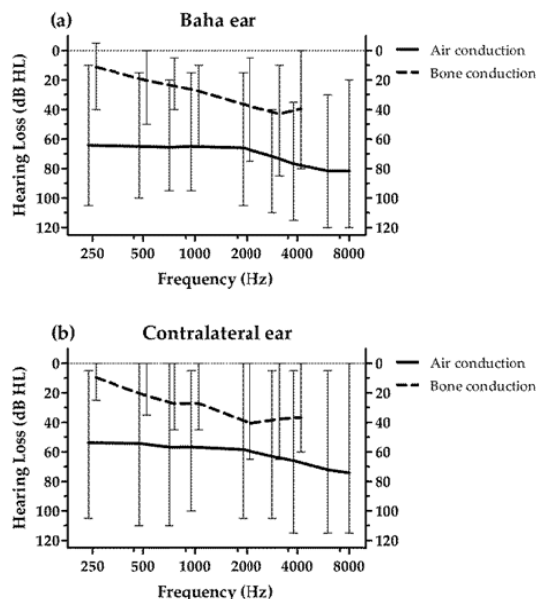 (a) Baha ear
0 0
20 20
40 40
60 60
80 80
100 100
120 120
Hearing Loss (dB HL)
250 500 1000 2000 4000 8000
Frequency (Hz)
Air conduction
Bone conduction
(b) Contralateral ear
0 0
20 20
40 40
60 60
80 80
100 100
120 120
Hearing Loss (dB HL)
250 500 1000 2000 4000 8000
Frequency (Hz)
Air conduction
Bone conduction